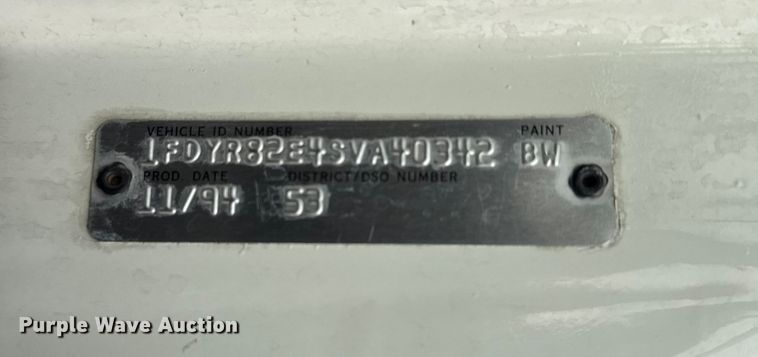 VEHICLE ID NUMBER PAINT
1FDYR82E4SVA40342 BW
PROD. DATE DISTRICT/DSO NUMBER
11/94 53
Purple Wave Auction